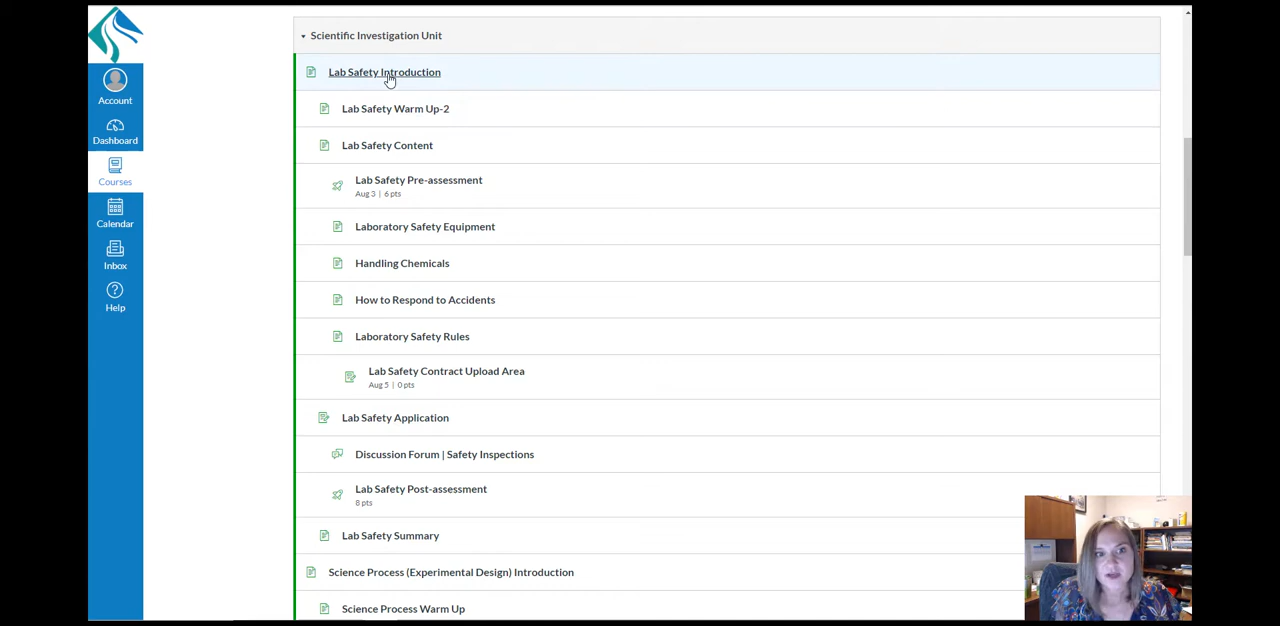 Scientific Investigation Unit
Lab Safety Introduction
Account
Lab Safety Warm Up-2
Dashboard
Lab Safety Content
Courses
Lab Safety Pre-assessment
Aug 3 | 6 pts
Calendar
Laboratory Safety Equipment
Inbox
Handling Chemicals
Help
How to Respond to Accidents
Laboratory Safety Rules
Lab Safety Contract Upload Area
Aug 5 | 0 pts
Lab Safety Application
Discussion Forum | Safety Inspections
Lab Safety Post-assessment
8 pts
Lab Safety Summary
Science Process (Experimental Design) Introduction
Science Process Warm Up